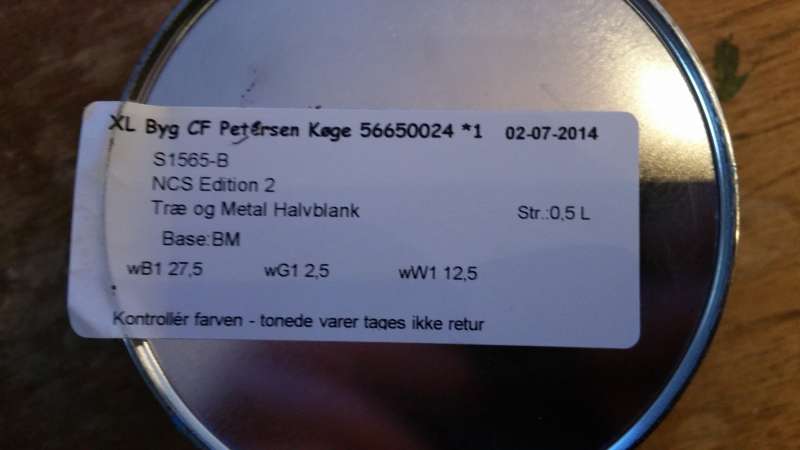 XL Byg CF Petersen Køge 56650024 *1 02-07-2014
S1565-B
NCS Edition 2
Træ og Metal Halvblank Str.:0,5 L
Base:BM
wB1 27,5 wG1 2,5 wW1 12,5
Kontrollér farven - tonede varer tages ikke retur